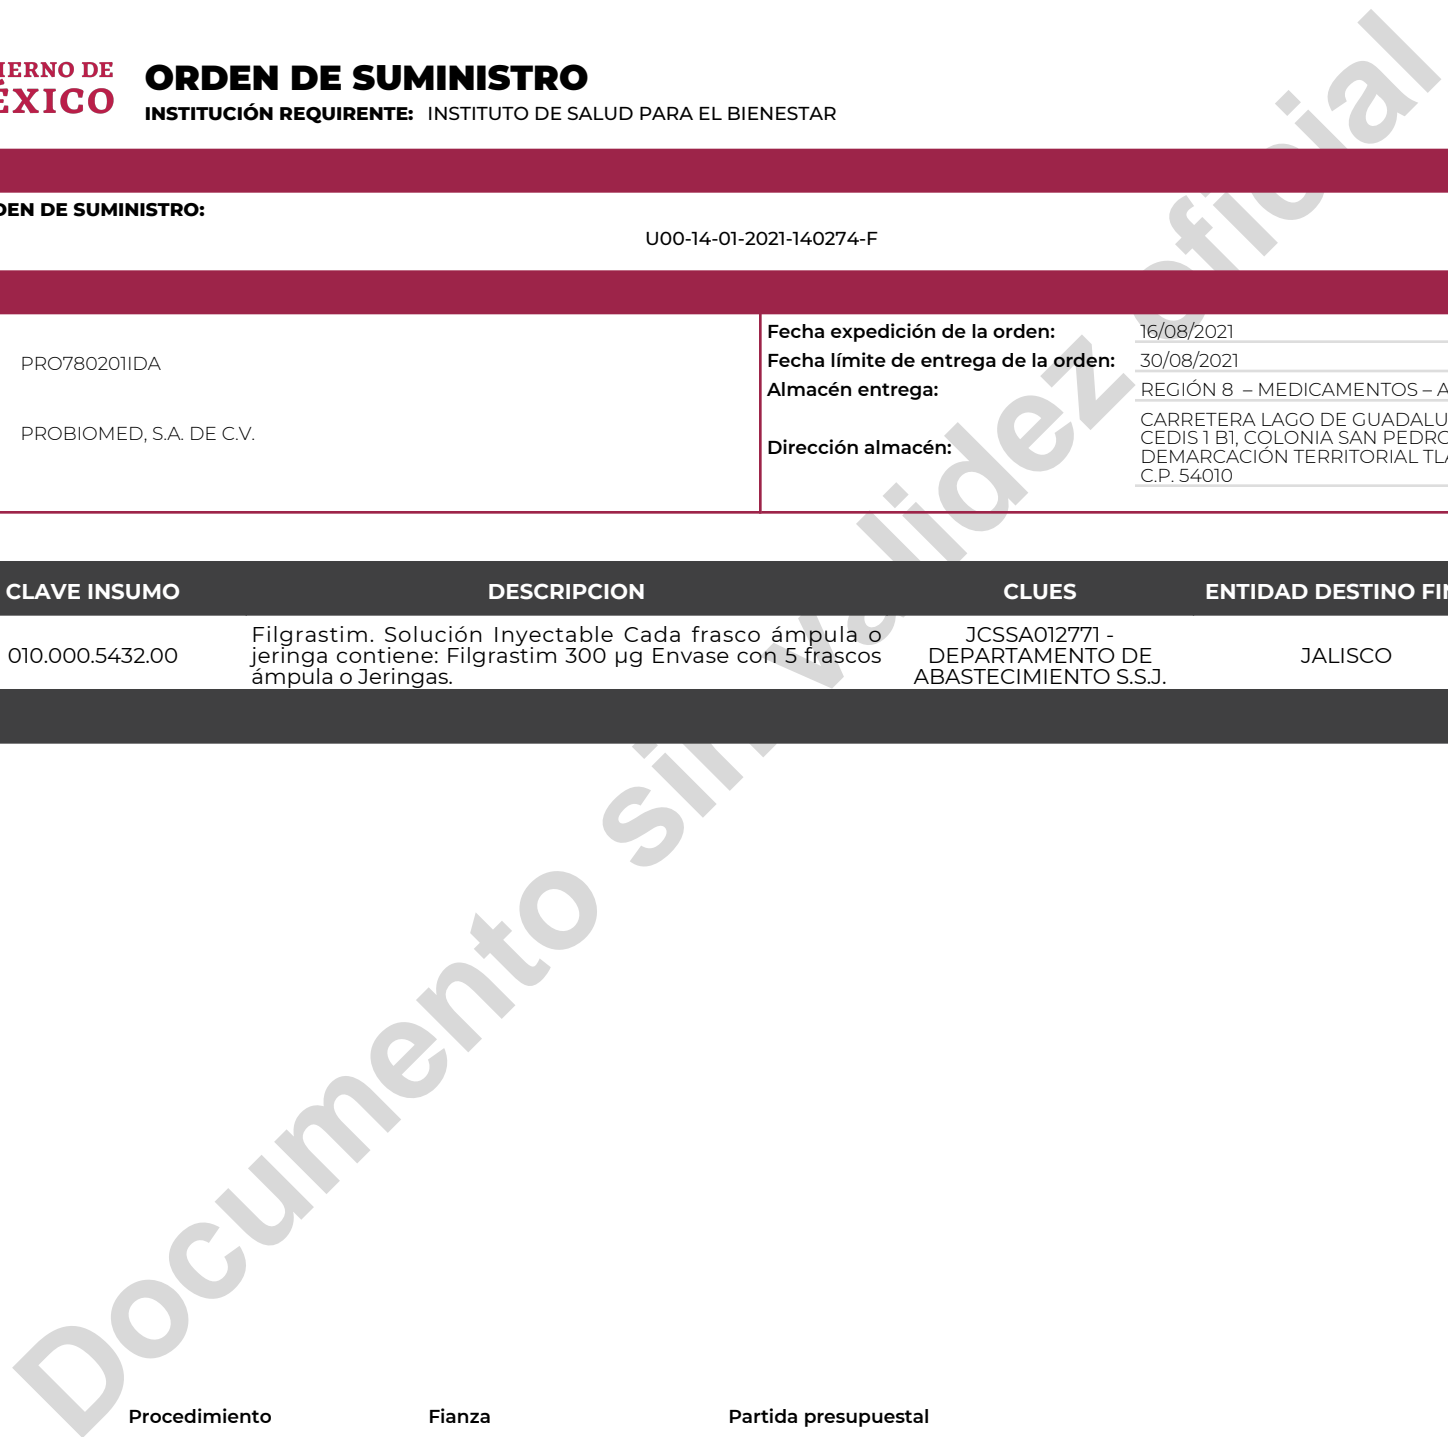 IERNO DE
ÉXICO
ORDEN DE SUMINISTRO
INSTITUCIÓN REQUIRENTE: INSTITUTO DE SALUD PARA EL BIENESTAR
DEN DE SUMINISTRO:
U00-14-01-2021-140274-F
PRO780201IDA
PROBIOMED, S.A. DE C.V.
Fecha expedición de la orden: 16/08/2021
Fecha límite de entrega de la orden: 30/08/2021
Almacén entrega: REGIÓN 8 – MEDICAMENTOS – A
Dirección almacén:
CARRETERA LAGO DE GUADALU
CEDIS 1 B1, COLONIA SAN PEDRO
DEMARCACIÓN TERRITORIAL TLA
C.P. 54010
CLAVE INSUMO DESCRIPCION CLUES ENTIDAD DESTINO FIN
010.000.5432.00
Filgrastim. Solución Inyectable Cada frasco ámpula o
jeringa contiene: Filgrastim 300 µg Envase con 5 frascos
ámpula o Jeringas.
JCSSA012771 -
DEPARTAMENTO DE
ABASTECIMIENTO S.S.J.
JALISCO
Documento sin validez oficial
Procedimiento Fianza Partida presupuestal